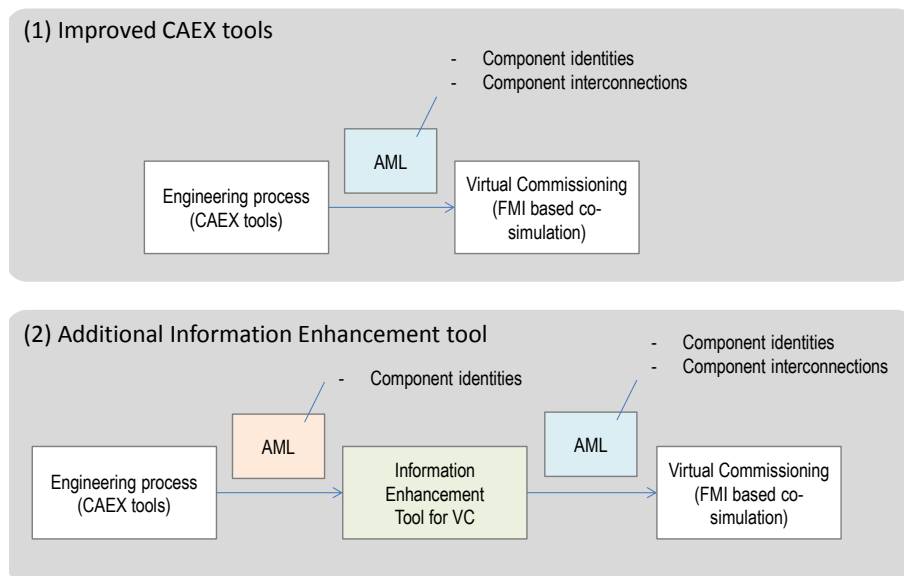 (1) Improved CAEX tools
- Component identities
- Component interconnections
AML
Engineering process
(CAEX tools)
Virtual Commissioning
(FMI based co-
simulation)
(2) Additional Information Enhancement tool
- Component identities
- Component interconnections
- Component identities
AML
AML
Engineering process
(CAEX tools)
Information
Enhancement
Tool for VC
Virtual Commissioning
(FMI based co-
simulation)